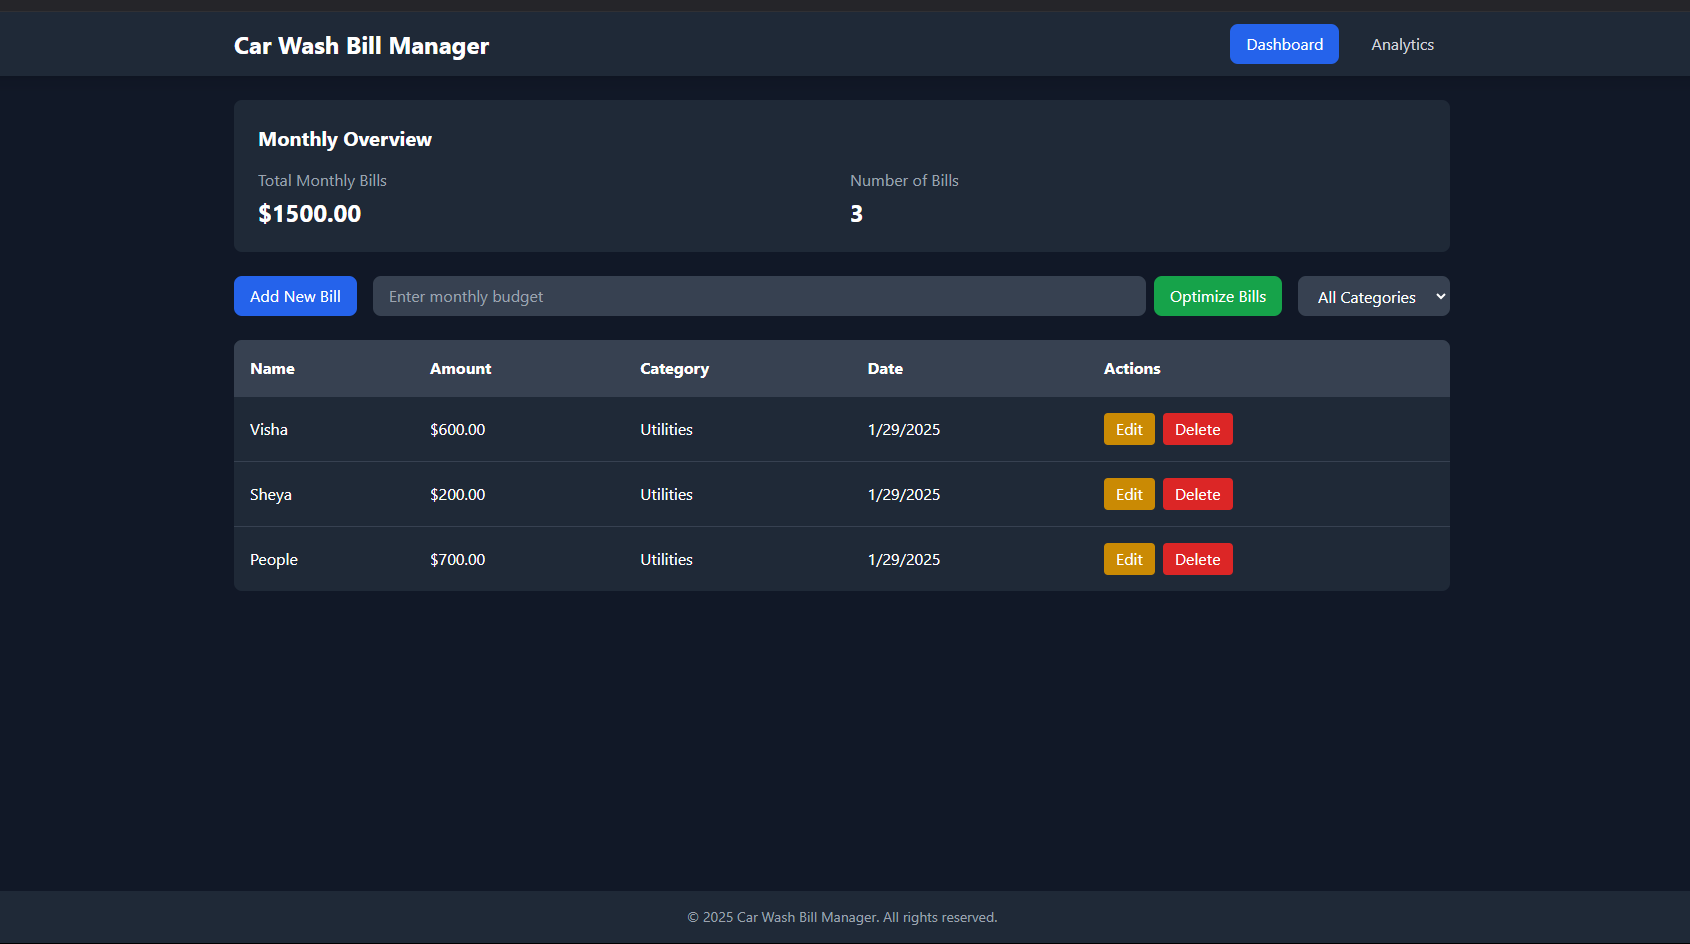 Car Wash Bill Manager Dashboard Analytics
Monthly Overview
Total Monthly Bills Number of Bills
$1500.00 3
Add New Bill Enter monthly budget Optimize Bills All Categories
Name Amount Category Date Actions
Visha $600.00 Utilities 1/29/2025 Edit Delete
Sheya $200.00 Utilities 1/29/2025 Edit Delete
People $700.00 Utilities 1/29/2025 Edit Delete
© 2025 Car Wash Bill Manager. All rights reserved.